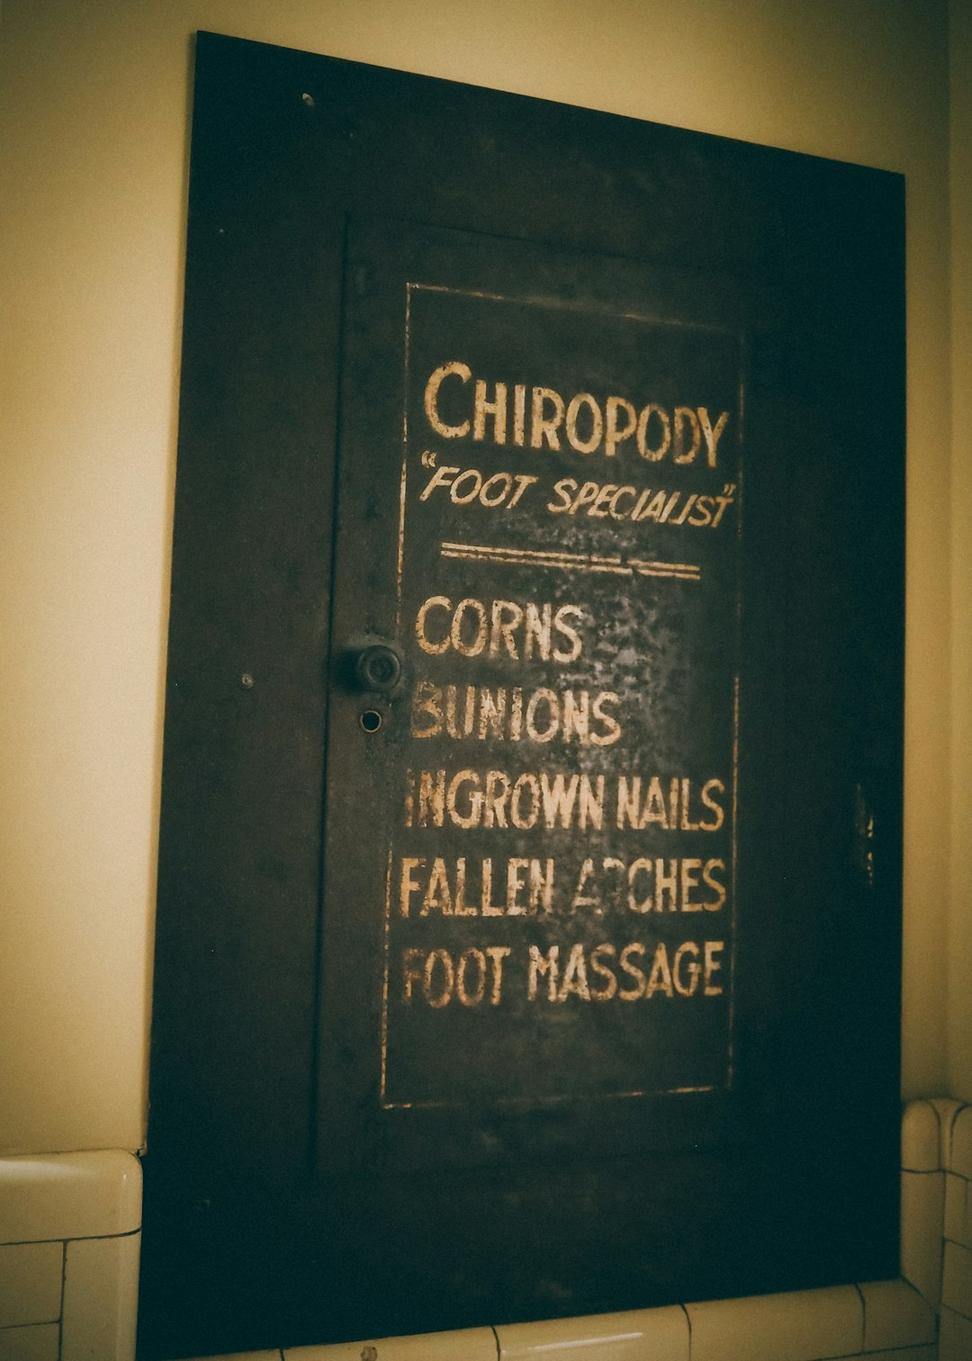 CHIROPODY
"FOOT SPECIALIST"
CORNS
BUNIONS
INGROWN NAILS
FALLEN ARCHES
FOOT MASSAGE